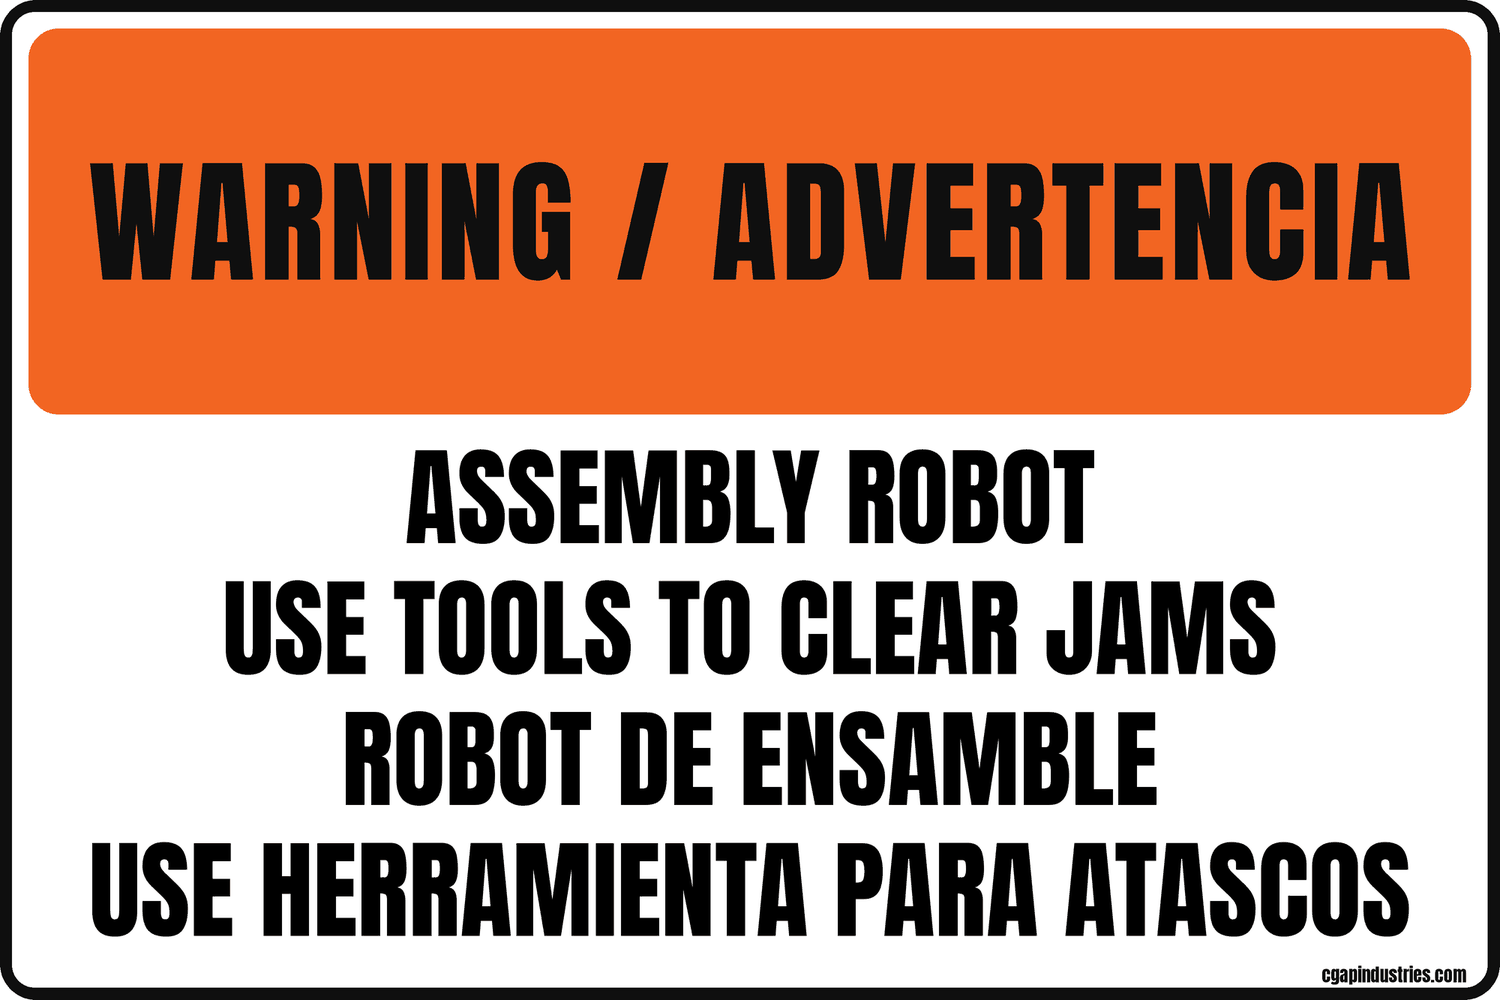 WARNING / ADVERTENCIA
ASSEMBLY ROBOT
USE TOOLS TO CLEAR JAMS
ROBOT DE ENSAMBLE
USE HERRAMIENTA PARA ATASCOS
cgapindustries.com